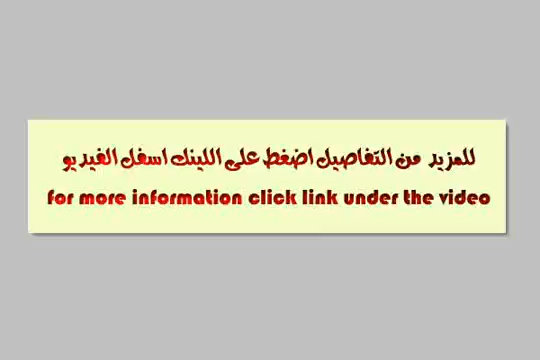 للمزيد من التفاصيل اضغط على اللينك اسفل الفيديو
for more information click link under the video